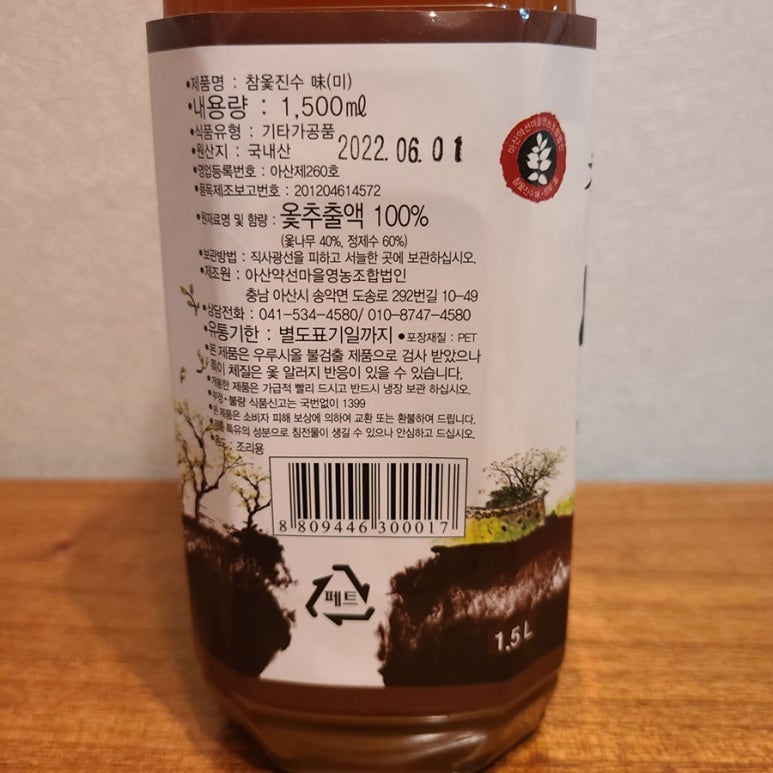 •제품명 : 참옻진수 味(미)
•내용량 : 1,500㎖
•식품유형 : 기타가공품
•원산지 : 국내산
2022.06.01
•영업등록번호 : 아산제260호
•품목제조보고번호 : 201204614572
•원재료명 및 함량 : 옻추출액 100%
(옻나무 40%, 정제수 60%)
•보관방법 : 직사광선을 피하고 서늘한 곳에 보관하십시오.
•제조원 : 아산약선마을영농조합법인
충남 아산시 송악면 도송로 292번길 10-49
•상담전화 : 041-534-4580/ 010-8747-4580
•유통기한 : 별도표기일까지 •포장재질 : PET
•본 제품은 우루시올 불검출 제품으로 검사 받았으나
특이 체질은 옻 알러지 반응이 있을 수 있습니다.
•개봉한 제품은 가급적 빨리 드시고 반드시 냉장 보관 하십시오.
•부정・불량 식품신고는 국번없이 1399
•본 제품은 소비자 피해 보상에 의하여 교환 또는 환불하여 드립니다.
특유의 성분으로 침전물이 생길 수 있으나 안심하고 드십시오.
•용도 : 조리용
8 809446 300017
페트
1.5L
아산약선마을영농조합법인